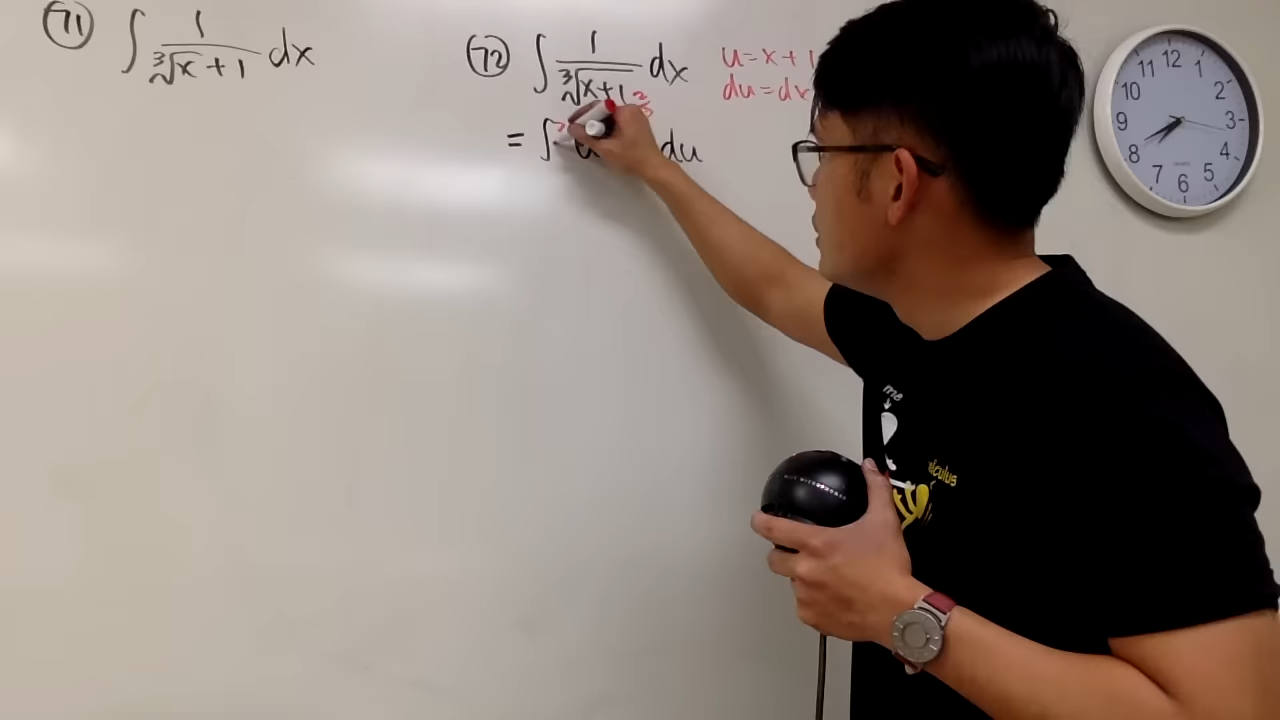 71 ∫ 1/(∛x + 1) dx
72 ∫ 1/∛(x+1) dx
u = x + 1
du = dx
= ∫ u du
me
12
1
2
3
4
5
6
7
8
9
10
11